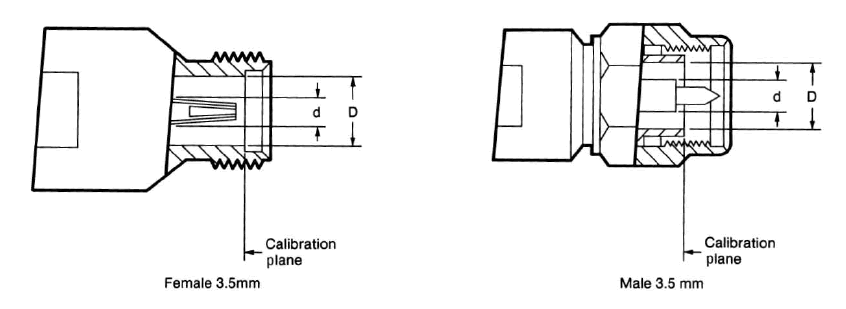 d
D
Calibration
plane
Female 3.5mm
d
D
Calibration
plane
Male 3.5 mm